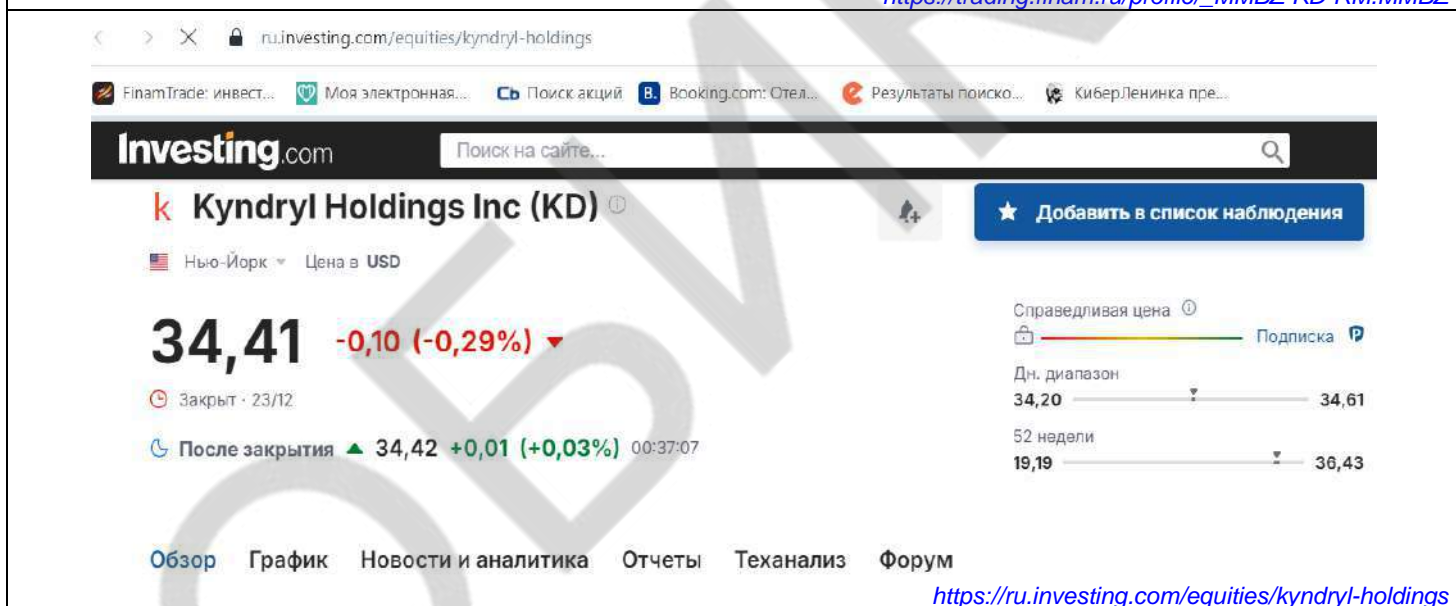 https://trading.finam.ru/profile/_MMBZ-KD-RM.MMBZ
ru.investing.com/equities/kyndryl-holdings
FinamTrade: инвест... Моя электронная... Cb Поиск акций B. Booking.com: Отел... Результаты поиско... КиберЛенинка пре...
Investing.com Поиск на сайте...
k Kyndryl Holdings Inc (KD) Добавить в список наблюдения
Нью-Йорк Цена в USD
34,41 -0,10 (-0,29%)
Справедливая цена
Подписка P
Закрыт · 23/12
Дн. диапазон
34,20 34,61
После закрытия 34,42 +0,01 (+0,03%) 00:37:07
52 недели
19,19 36,43
Обзор График Новости и аналитика Отчеты Теханализ Форум
https://ru.investing.com/equities/kyndryl-holdings